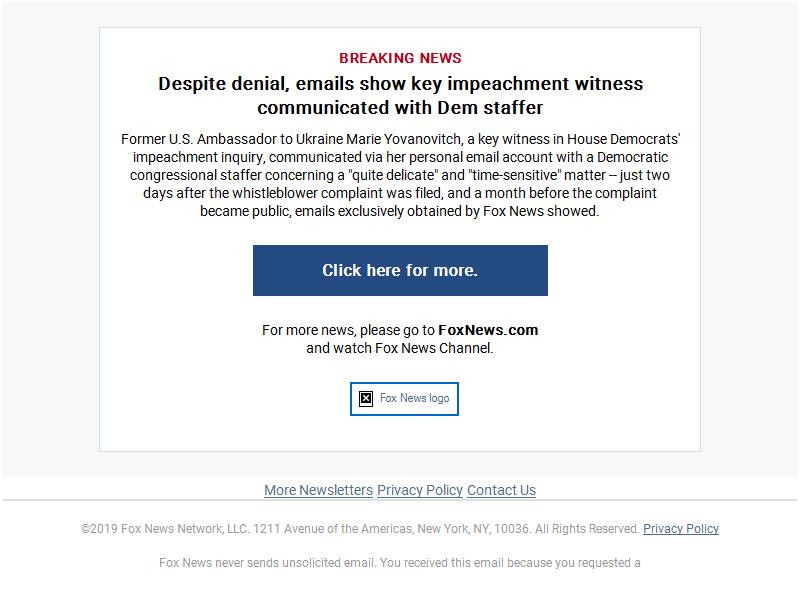 BREAKING NEWS
Despite denial, emails show key impeachment witness
communicated with Dem staffer
Former U.S. Ambassador to Ukraine Marie Yovanovitch, a key witness in House Democrats'
impeachment inquiry, communicated via her personal email account with a Democratic
congressional staffer concerning a "quite delicate" and "time-sensitive" matter – just two
days after the whistleblower complaint was filed, and a month before the complaint
became public, emails exclusively obtained by Fox News showed.
Click here for more.
For more news, please go to FoxNews.com
and watch Fox News Channel.
Fox News logo
More Newsletters Privacy Policy Contact Us
©2019 Fox News Network, LLC. 1211 Avenue of the Americas, New York, NY, 10036. All Rights Reserved. Privacy Policy
Fox News never sends unsolicited email. You received this email because you requested a